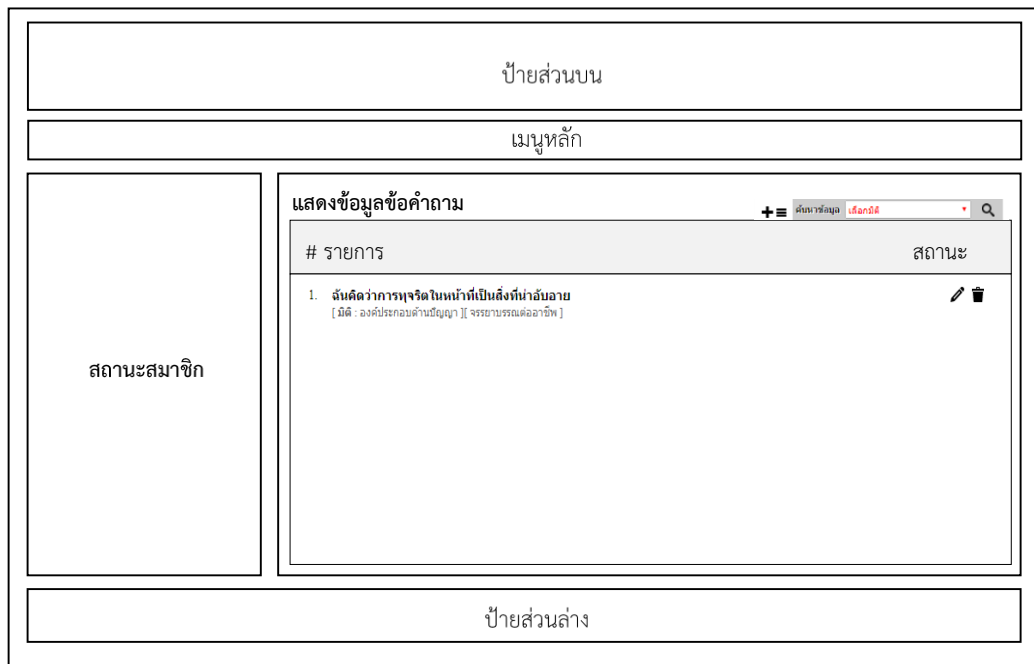 ป้ายส่วนบน
เมนูหลัก
แสดงข้อมูลข้อคำถาม
ค้นหาข้อมูล เลือกมิติ
# รายการ สถานะ
1. ฉันคิดว่าการทุจริตในหน้าที่เป็นสิ่งที่น่าอับอาย
[ มิติ : องค์ประกอบด้านปัญญา ][ จรรยาบรรณต่ออาชีพ ]
สถานะสมาชิก
ป้ายส่วนล่าง